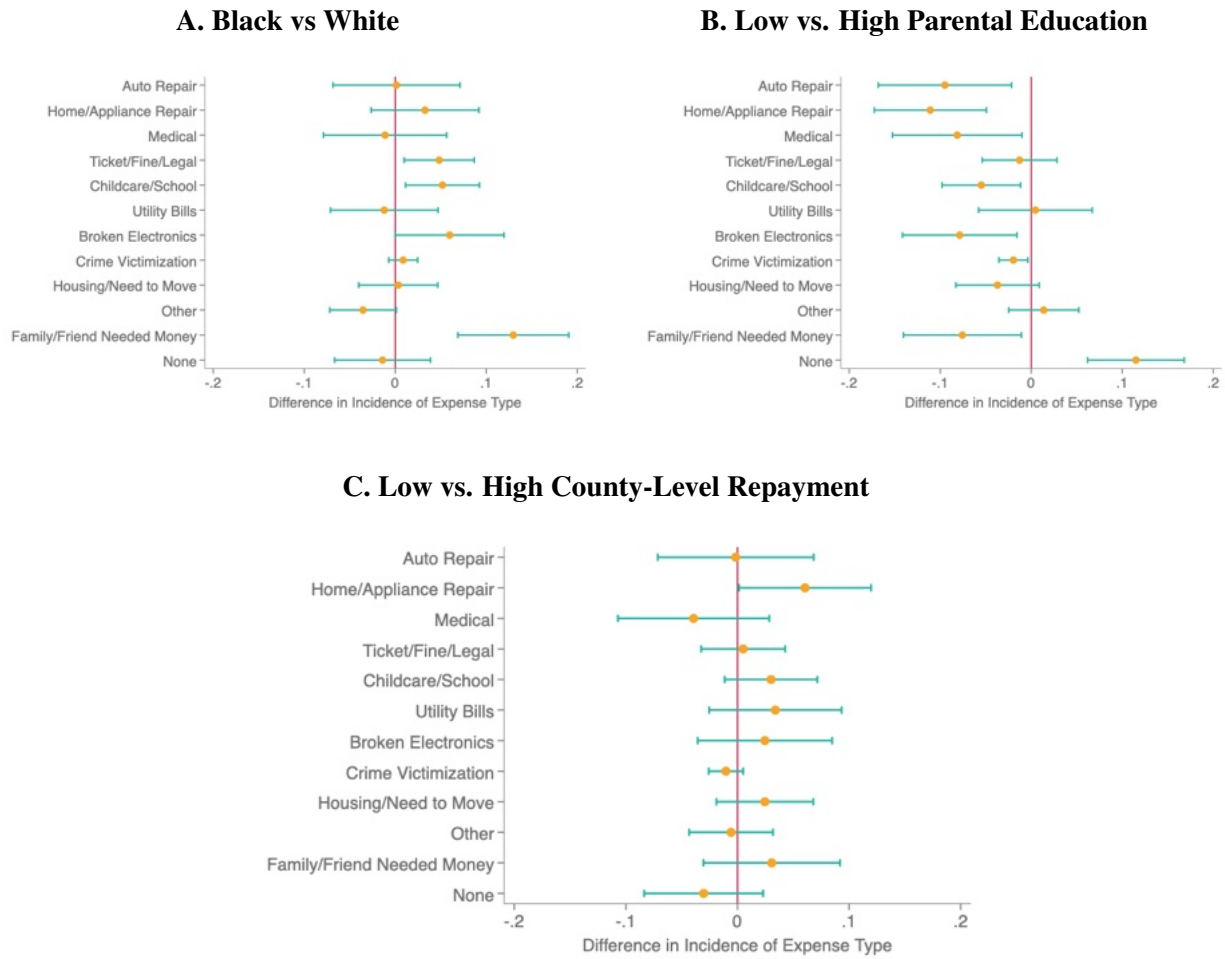 A. Black vs White
Auto Repair
Home/Appliance Repair
Medical
Ticket/Fine/Legal
Childcare/School
Utility Bills
Broken Electronics
Crime Victimization
Housing/Need to Move
Other
Family/Friend Needed Money
None
-.2 -.1 0 .1 .2
Difference in Incidence of Expense Type
B. Low vs. High Parental Education
Auto Repair
Home/Appliance Repair
Medical
Ticket/Fine/Legal
Childcare/School
Utility Bills
Broken Electronics
Crime Victimization
Housing/Need to Move
Other
Family/Friend Needed Money
None
-.2 -.1 0 .1 .2
Difference in Incidence of Expense Type
C. Low vs. High County-Level Repayment
Auto Repair
Home/Appliance Repair
Medical
Ticket/Fine/Legal
Childcare/School
Utility Bills
Broken Electronics
Crime Victimization
Housing/Need to Move
Other
Family/Friend Needed Money
None
-.2 -.1 0 .1 .2
Difference in Incidence of Expense Type